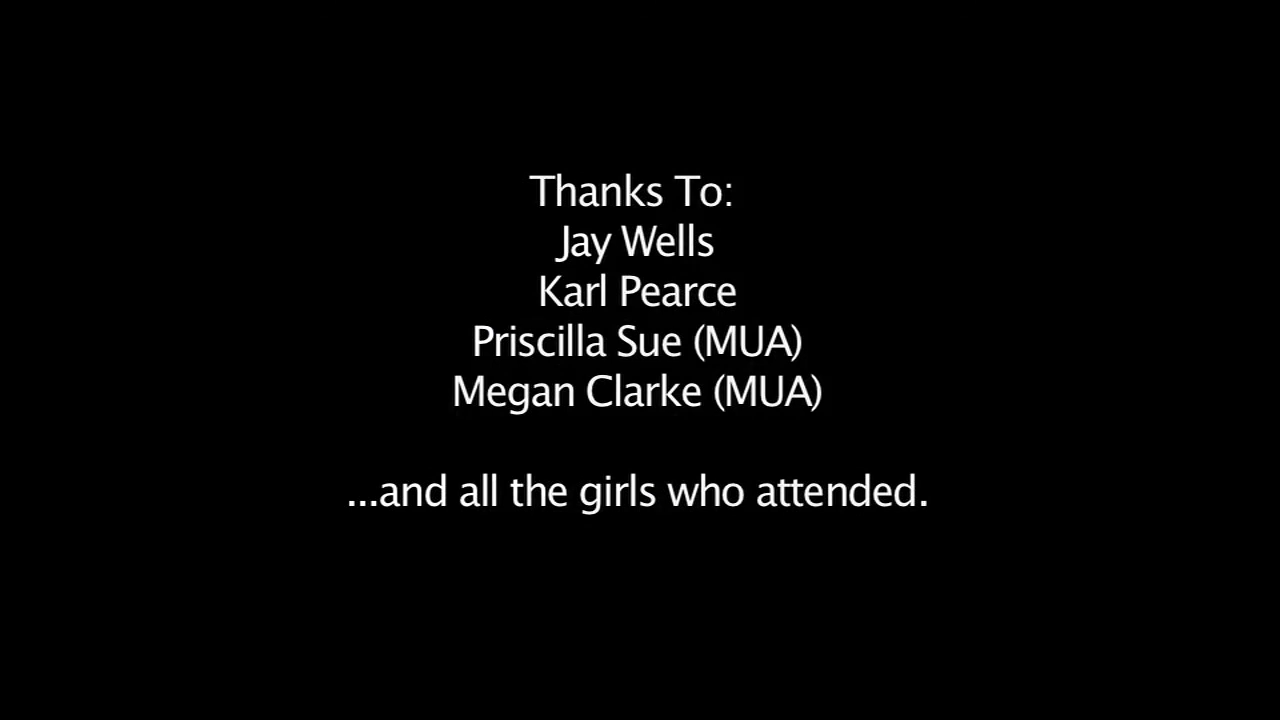 Thanks To:
Jay Wells
Karl Pearce
Priscilla Sue (MUA)
Megan Clarke (MUA)
...and all the girls who attended.